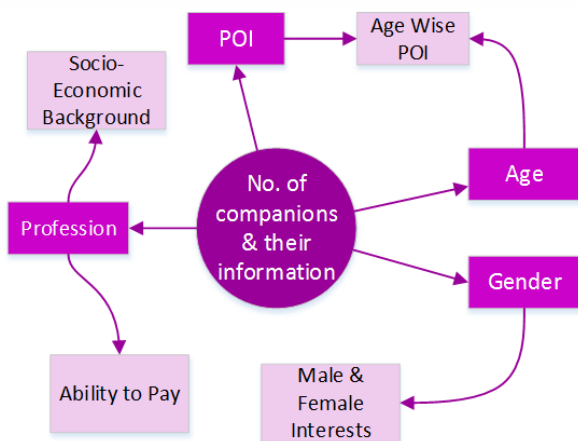 POI
Age Wise
POI
Socio-
Economic
Background
No. of
companions
& their
information
Age
Profession
Gender
Ability to Pay
Male &
Female
Interests